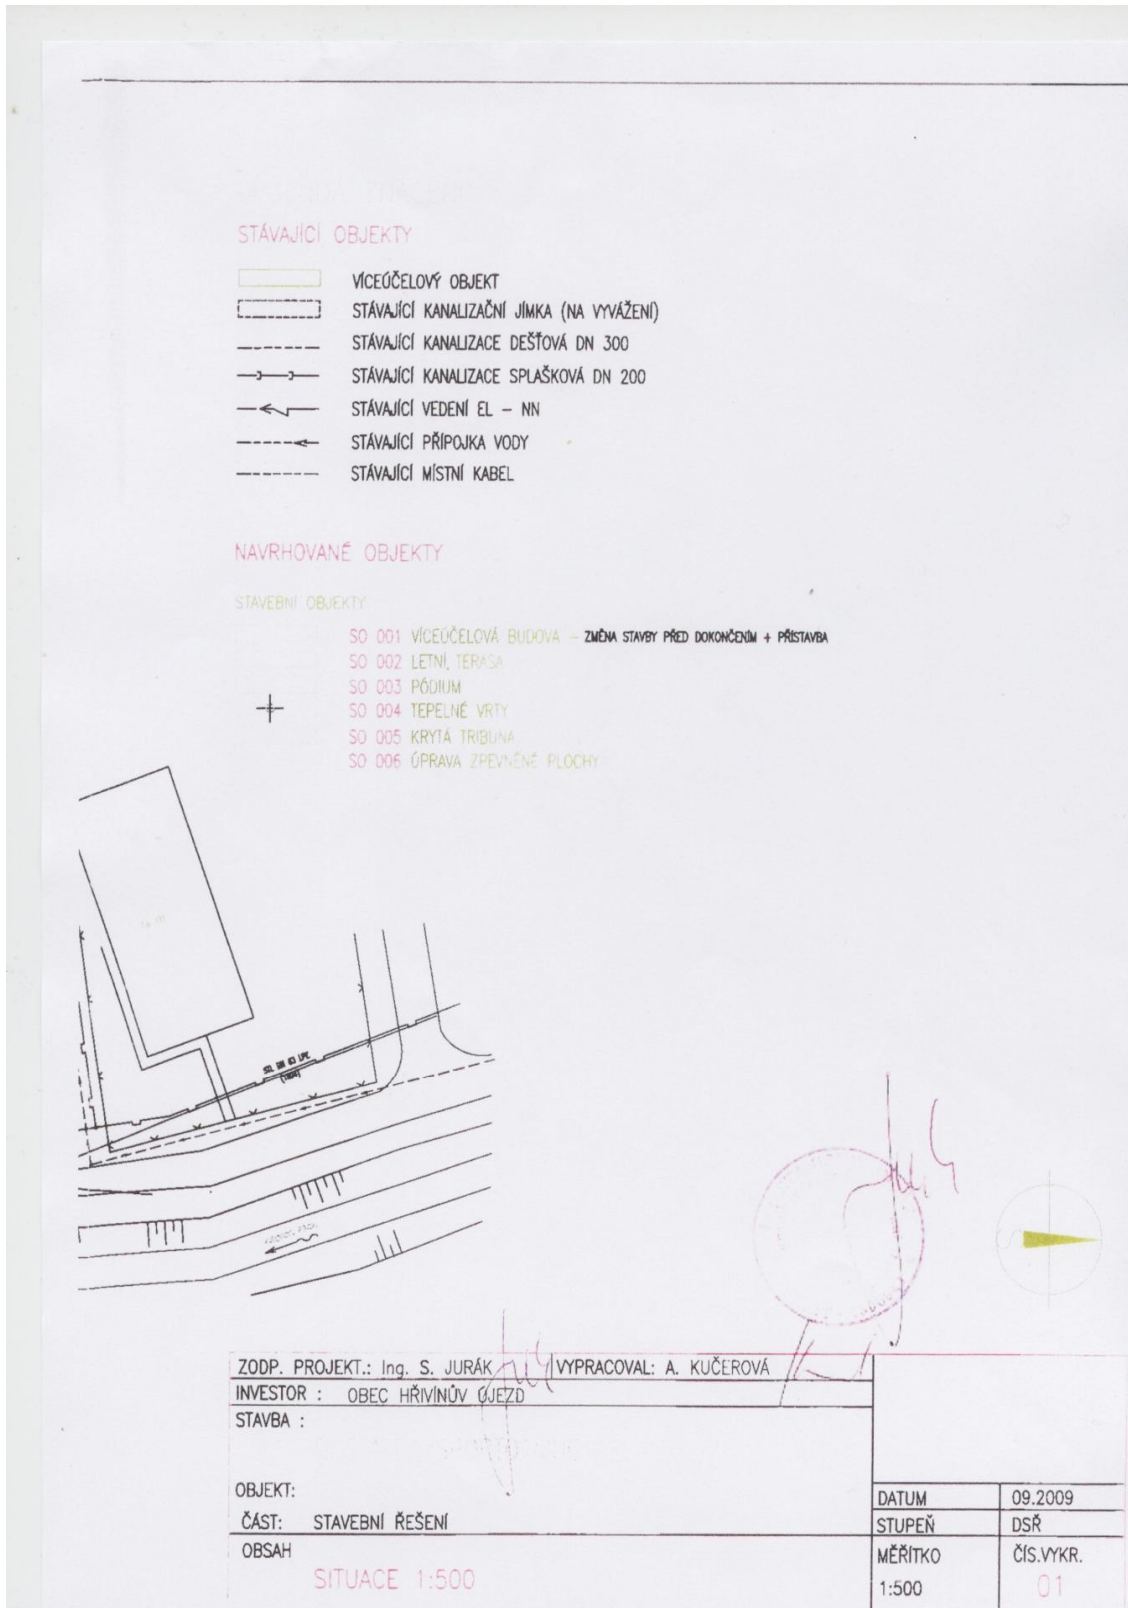 STÁVAJÍCÍ OBJEKTY
VÍCEÚČELOVÝ OBJEKT
STÁVAJÍCÍ KANALIZAČNÍ JÍMKA (NA VYVÁŽENÍ)
STÁVAJÍCÍ KANALIZACE DEŠŤOVÁ DN 300
STÁVAJÍCÍ KANALIZACE SPLAŠKOVÁ DN 200
STÁVAJÍCÍ VEDENÍ EL - NN
STÁVAJÍCÍ PŘÍPOJKA VODY
STÁVAJÍCÍ MÍSTNÍ KABEL
NAVRHOVANÉ OBJEKTY
STAVEBNÍ OBJEKTY
SO 001 VÍCEÚČELOVÁ BUDOVA - ZMĚNA STAVBY PŘED DOKONČENÍM + PŘÍSTAVBA
SO 002 LETNÍ TERASA
SO 003 PÓDIUM
SO 004 TEPELNÉ VRTY
SO 005 KRYTÁ TRIBUNA
SO 006 ÚPRAVA ZPEVNĚNÉ PLOCHY
S
ZODP. PROJEKT.: Ing. S. JURÁK VYPRACOVAL: A. KUČEROVÁ
INVESTOR : OBEC HŘIVÍNŮV ÚJEZD
STAVBA :
OBJEKT:
ČÁST: STAVEBNÍ ŘEŠENÍ
OBSAH
SITUACE 1:500
DATUM 09.2009
STUPEŇ DSŘ
MĚŘÍTKO ČÍS.VYKR.
1:500 01